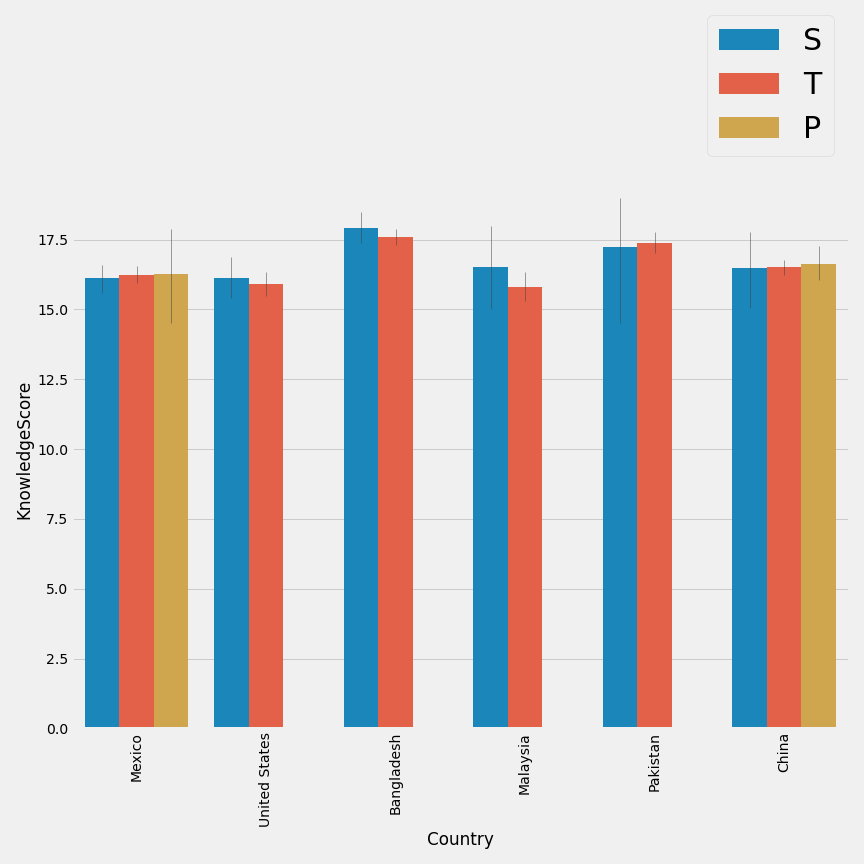 S
T
P
17.5
15.0
12.5
10.0
7.5
5.0
2.5
0.0
KnowledgeScore
Mexico
United States
Bangladesh
Malaysia
Pakistan
China
Country